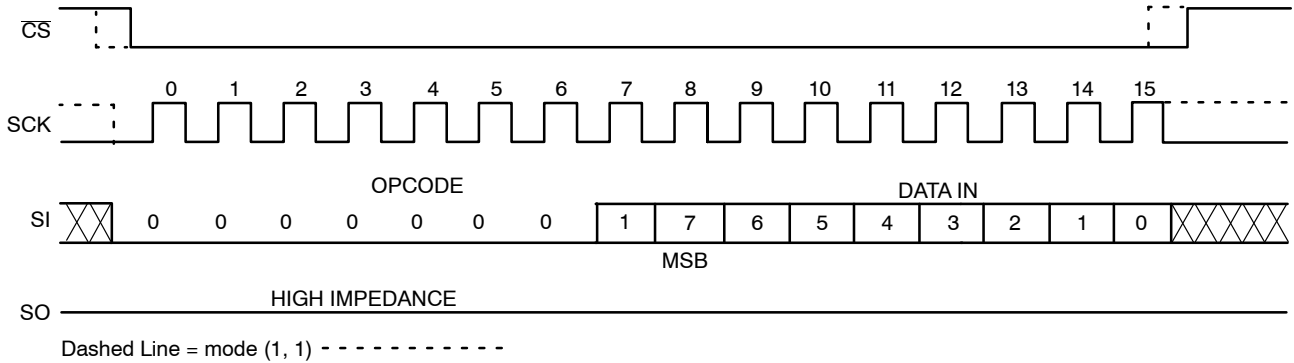 CS
0 1 2 3 4 5 6 7 8 9 10 11 12 13 14 15
SCK
OPCODE DATA IN
SI 0 0 0 0 0 0 0 1 7 6 5 4 3 2 1 0
MSB
HIGH IMPEDANCE
SO
Dashed Line = mode (1, 1)